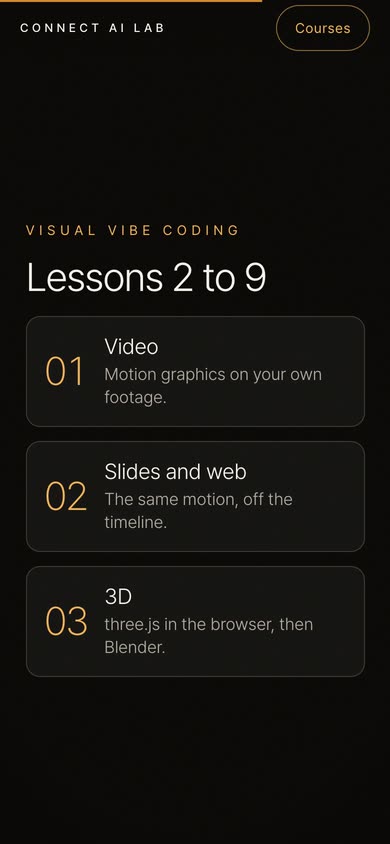 CONNECT AI LAB
Courses
VISUAL VIBE CODING
Lessons 2 to 9
01
Video
Motion graphics on your own
footage.
02
Slides and web
The same motion, off the
timeline.
03
3D
three.js in the browser, then
Blender.